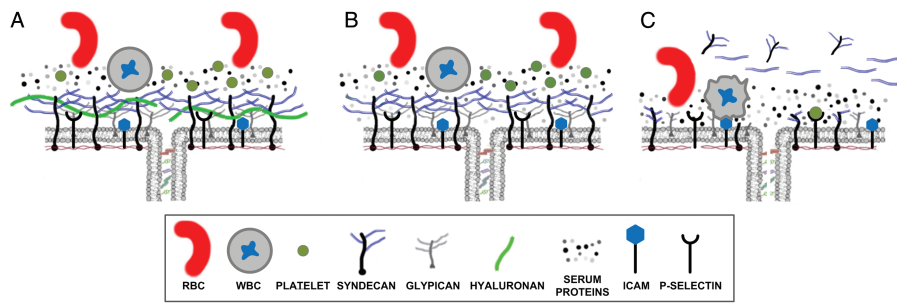 A
B
C
RBC
WBC
PLATELET
SYNDECAN
GLYPICAN
HYALURONAN
SERUM
PROTEINS
ICAM
P-SELECTIN